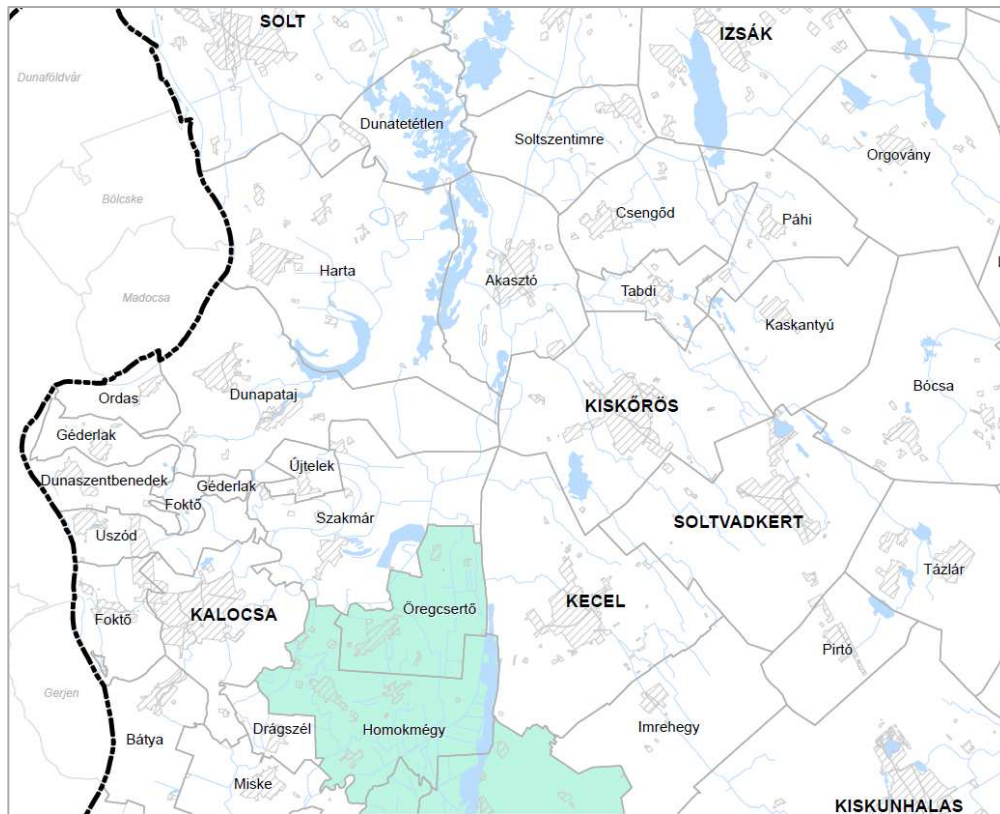 SOLT
IZSÁK
Dunaföldvár
Dunatetétlen
Soltszentimre
Orgovány
Bölcske
Csengőd
Páhi
Harta
Akasztó
Tabdi
Madocsa
Kaskantyú
Ordas
Dunapataj
KISKŐRÖS
Bócsa
Géderlak
Újtelek
Dunaszentbenedek
Géderlak
Foktő
Szakmár
SOLTVADKERT
Uszód
Tázlár
Foktő
KALOCSA
Öregcsertő
KECEL
Pirtó
Gerjen
Bátya
Drágszél
Homokmégy
Imrehegy
Miske
KISKUNHALAS